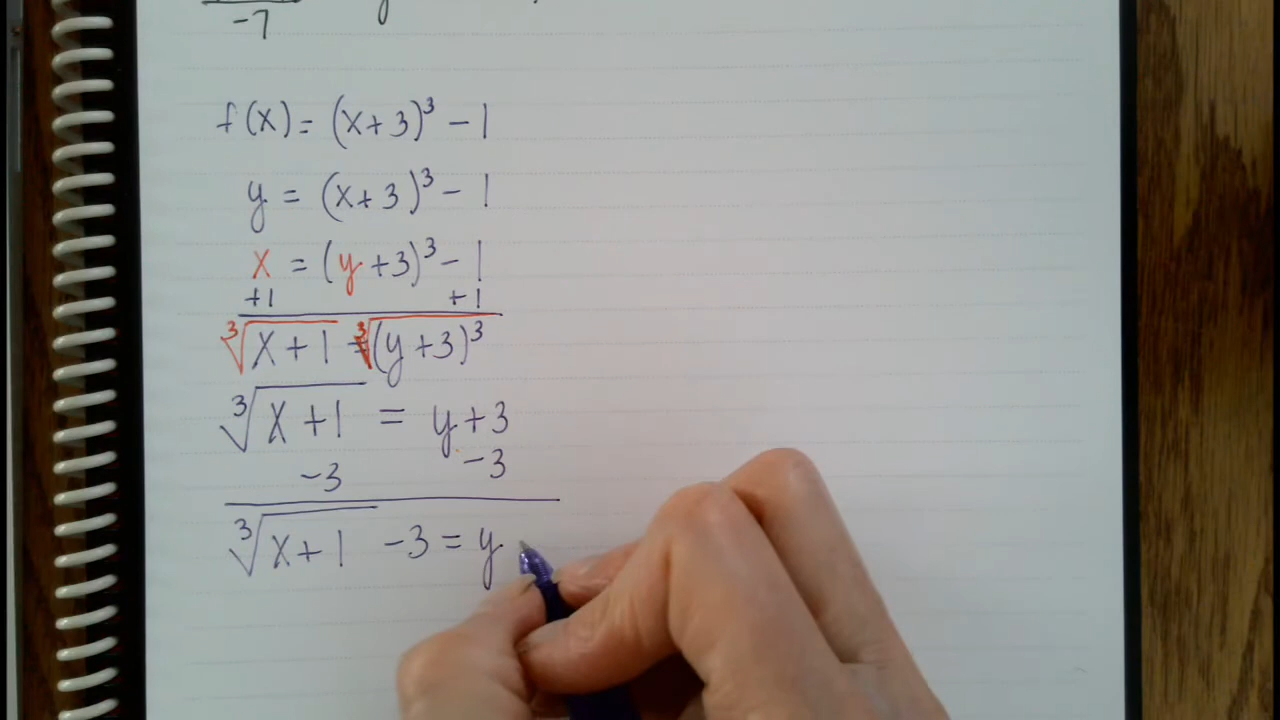 -7 y
f(x) = (x+3)³ - 1
y = (x+3)³ - 1
x = (y+3)³ - 1
+1 +1
∛(x+1) = ∛(y+3)³
∛(x+1) = y+3
-3 -3
∛(x+1) -3 = y